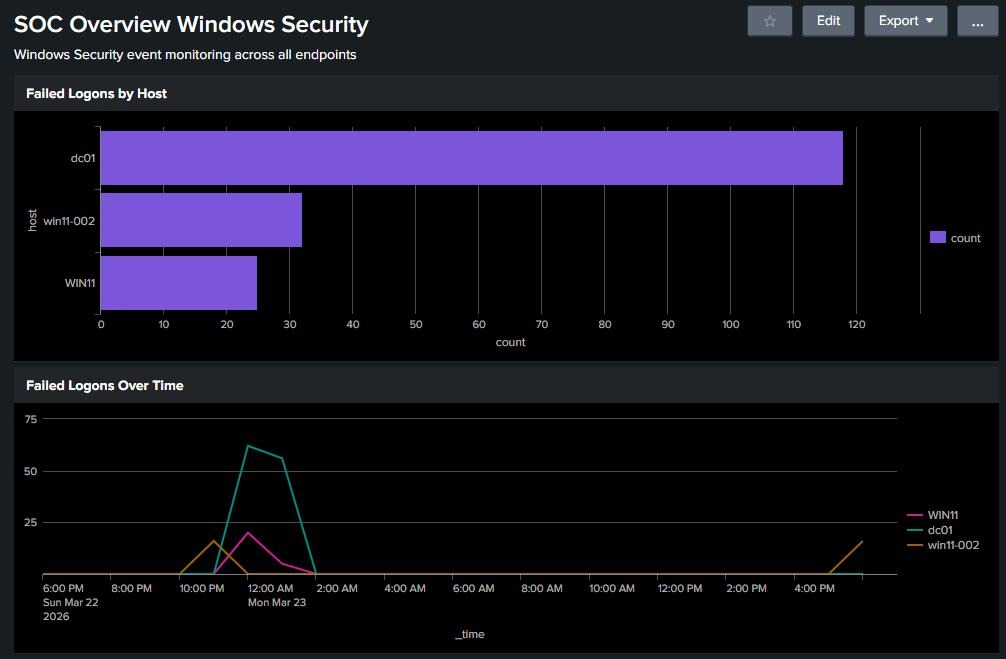 SOC Overview Windows Security
Edit
Export
...
Windows Security event monitoring across all endpoints
Failed Logons by Host
dc01
win11-002
WIN11
host
0 10 20 30 40 50 60 70 80 90 100 110 120
count
count
Failed Logons Over Time
75
50
25
WIN11
dc01
win11-002
6:00 PM 8:00 PM 10:00 PM 12:00 AM 2:00 AM 4:00 AM 6:00 AM 8:00 AM 10:00 AM 12:00 PM 2:00 PM 4:00 PM
Sun Mar 22 Mon Mar 23
2026
_time